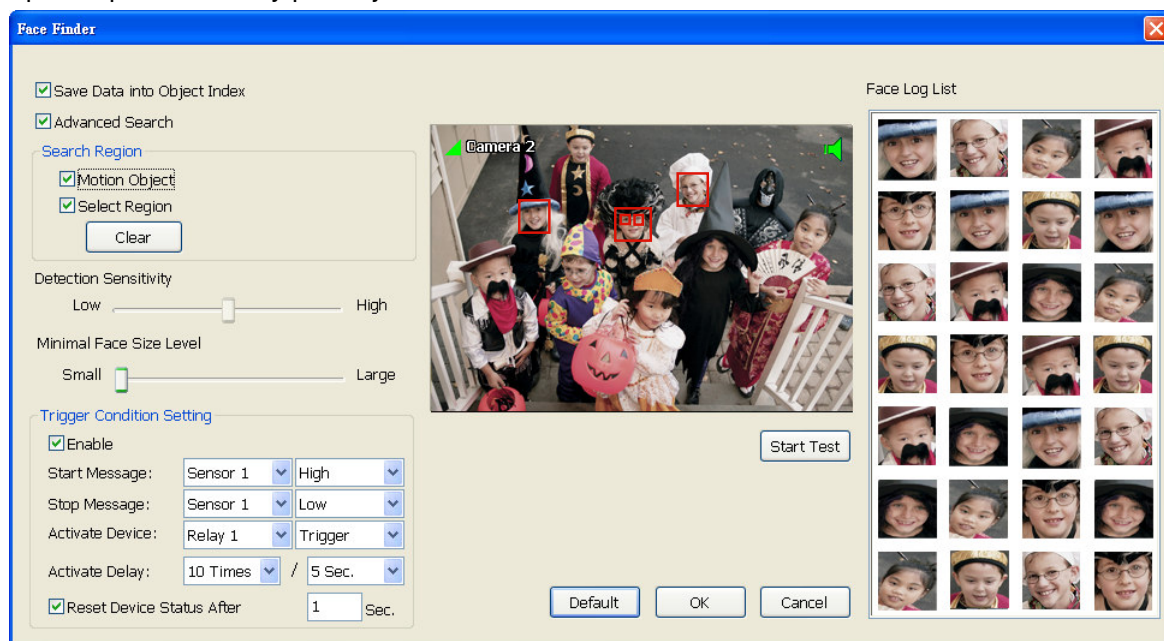 Face Finder
Save Data into Object Index
Advanced Search
Search Region
Motion Object
Select Region
Clear
Detection Sensitivity
Low High
Minimal Face Size Level
Small Large
Trigger Condition Setting
Enable
Start Message: Sensor 1 High
Stop Message: Sensor 1 Low
Activate Device: Relay 1 Trigger
Activate Delay: 10 Times / 5 Sec.
Reset Device Status After 1 Sec.
Camera 2
Start Test
Default OK Cancel
Face Log List